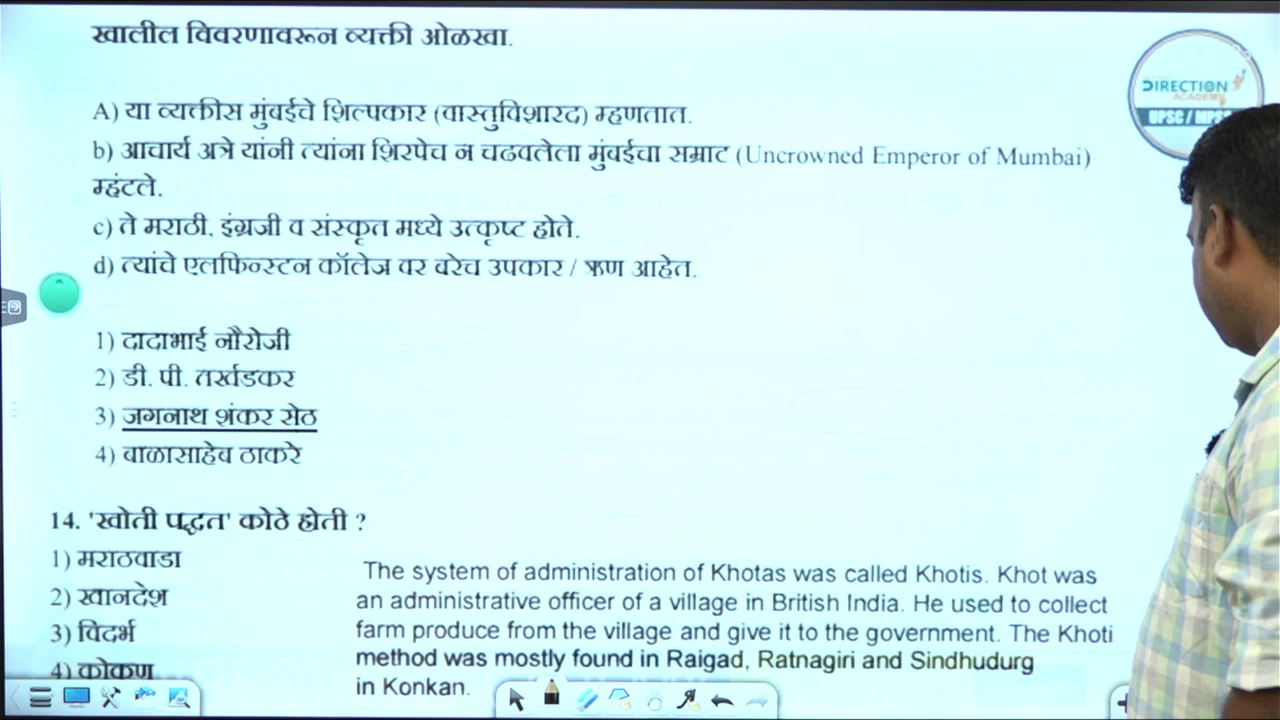 खालील विवरणावरून व्यक्ती ओळखा.
DIRECTION
ACADEMY
UPSC / MPSC
A) या व्यक्तीस मुंबईचे शिल्पकार (वास्तुविशारद) म्हणतात.
b) आचार्य अत्रे यांनी त्यांना शिरपेच न चढवलेला मुंबईचा सम्राट (Uncrowned Emperor of Mumbai)
म्हंटले.
c) ते मराठी, इंग्रजी व संस्कृत मध्ये उत्कृष्ट होते.
d) त्यांचे एलफिन्स्टन कॉलेज वर बरेच उपकार / ऋण आहेत.
1) दादाभाई नौरोजी
2) डी. पी. तर्खडकर
3) जगनाथ शंकर सेठ
4) बाळासाहेब ठाकरे
14. 'खोती पद्धत' कोठे होती ?
1) मराठवाडा
2) खानदेश
3) विदर्भ
4) कोकण
The system of administration of Khotas was called Khotis. Khot was
an administrative officer of a village in British India. He used to collect
farm produce from the village and give it to the government. The Khoti
method was mostly found in Raigad, Ratnagiri and Sindhudurg
in Konkan.